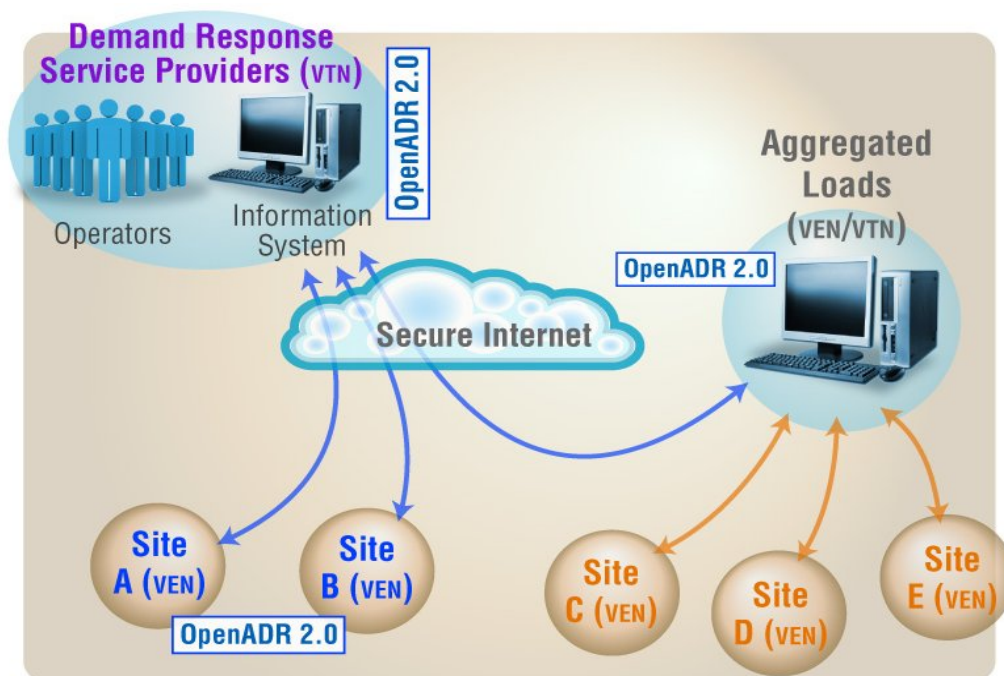 Demand Response
Service Providers (VTN)
OpenADR 2.0
Operators
Information
System
Aggregated
Loads
(VEN/VTN)
OpenADR 2.0
Secure Internet
Site
A (VEN)
Site
B (VEN)
OpenADR 2.0
Site
C (VEN)
Site
D (VEN)
Site
E (VEN)